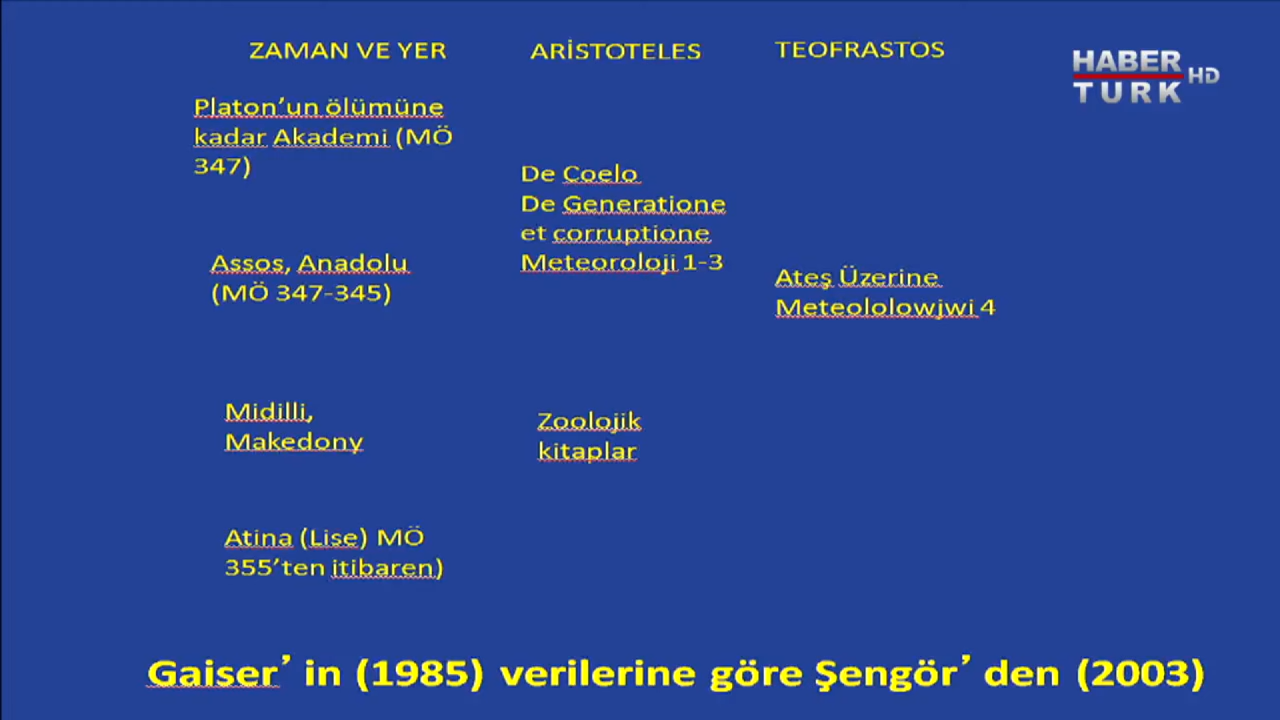 ZAMAN VE YER
ARİSTOTELES
TEOFRASTOS
HABER
TURK HD
Platon’un ölümüne
kadar Akademi (MÖ
347)
De Coelo
De Generatione
et corruptione
Meteoroloji 1-3
Assos, Anadolu
(MÖ 347-345)
Ateş Üzerine
Meteololowjwi 4
Midilli,
Makedony
Zoolojik
kitaplar
Atina (Lise) MÖ
355’ten itibaren)
Gaiser’ in (1985) verilerine göre Şengör’ den (2003)